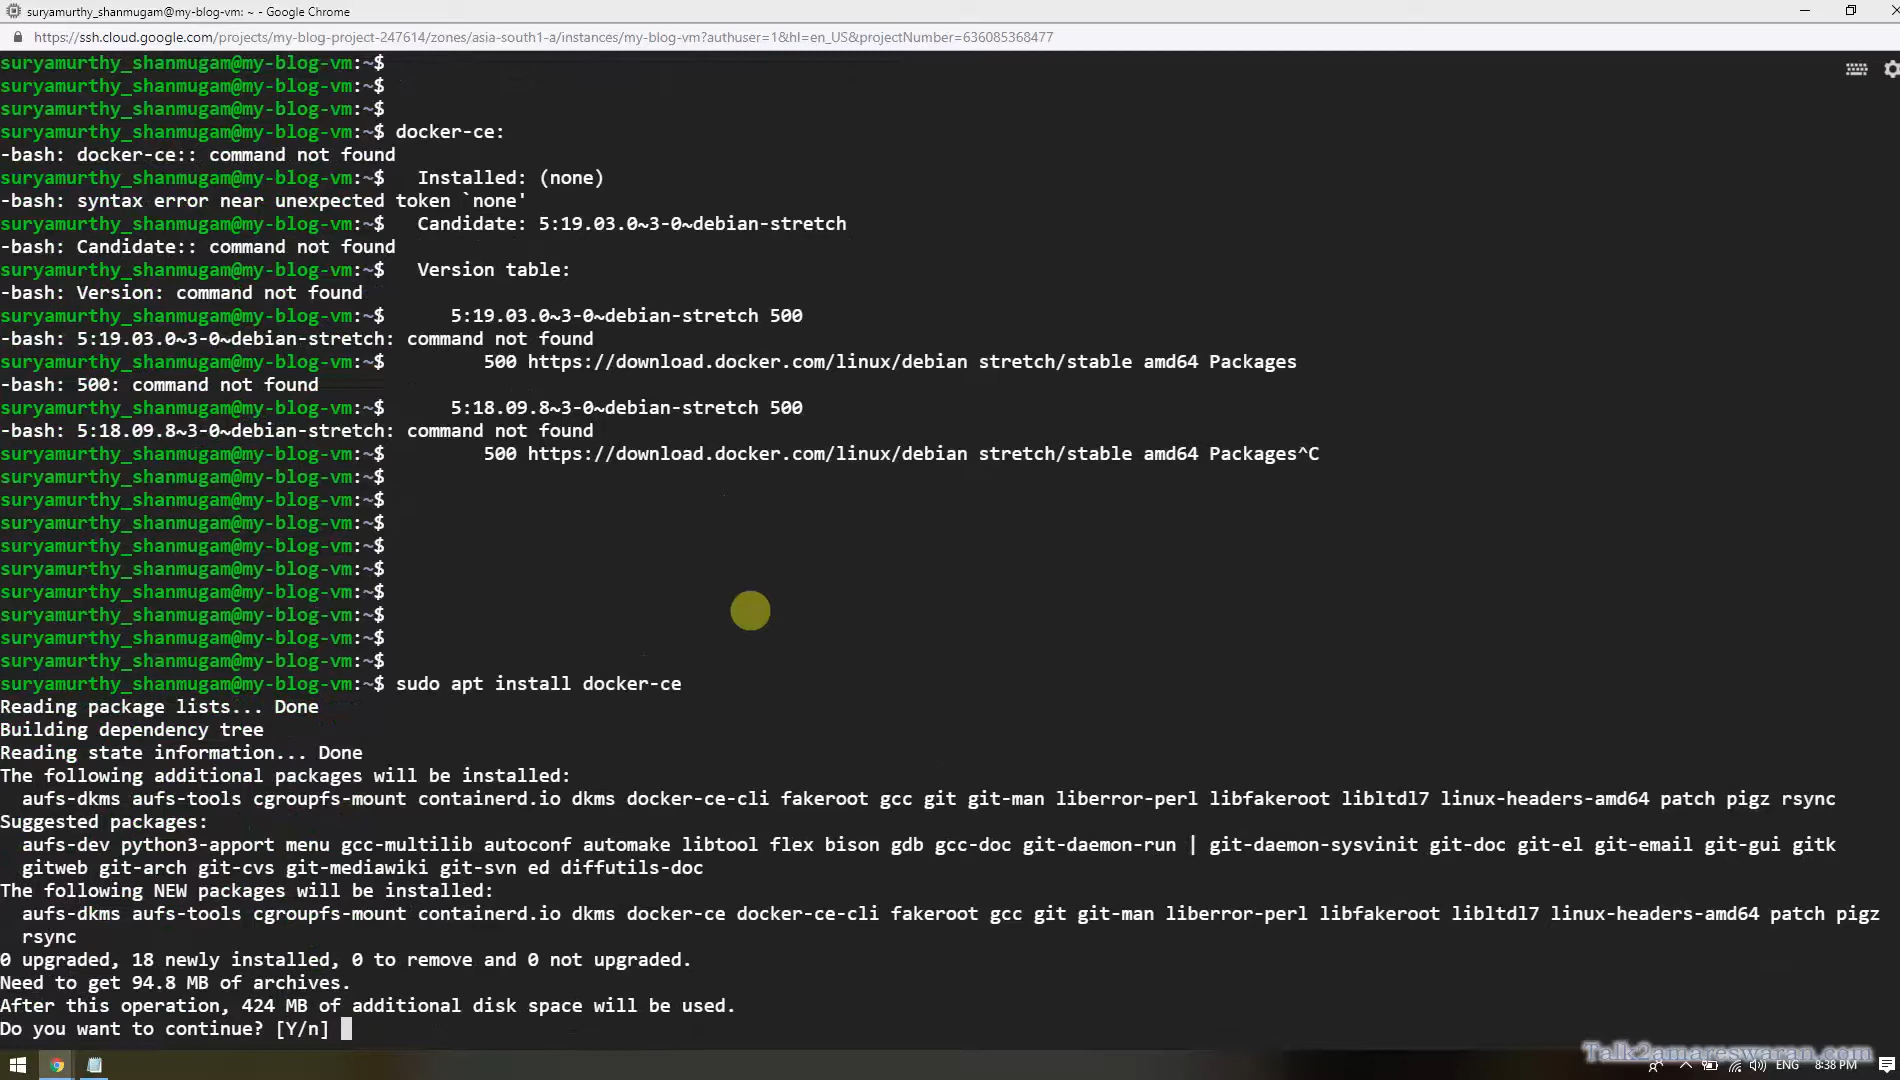 suryamurthy_shanmugam@my-blog-vm: ~ - Google Chrome
https://ssh.cloud.google.com/projects/my-blog-project-247614/zones/asia-south1-a/instances/my-blog-vm?authuser=1&hl=en_US&projectNumber=636085368477
suryamurthy_shanmugam@my-blog-vm:~$
suryamurthy_shanmugam@my-blog-vm:~$
suryamurthy_shanmugam@my-blog-vm:~$
suryamurthy_shanmugam@my-blog-vm:~$ docker-ce:
-bash: docker-ce:: command not found
suryamurthy_shanmugam@my-blog-vm:~$   Installed: (none)
-bash: syntax error near unexpected token `none'
suryamurthy_shanmugam@my-blog-vm:~$   Candidate: 5:19.03.0~3-0~debian-stretch
-bash: Candidate:: command not found
suryamurthy_shanmugam@my-blog-vm:~$   Version table:
-bash: Version: command not found
suryamurthy_shanmugam@my-blog-vm:~$      5:19.03.0~3-0~debian-stretch 500
-bash: 5:19.03.0~3-0~debian-stretch: command not found
suryamurthy_shanmugam@my-blog-vm:~$         500 https://download.docker.com/linux/debian stretch/stable amd64 Packages
-bash: 500: command not found
suryamurthy_shanmugam@my-blog-vm:~$      5:18.09.8~3-0~debian-stretch 500
-bash: 5:18.09.8~3-0~debian-stretch: command not found
suryamurthy_shanmugam@my-blog-vm:~$         500 https://download.docker.com/linux/debian stretch/stable amd64 Packages^C
suryamurthy_shanmugam@my-blog-vm:~$
suryamurthy_shanmugam@my-blog-vm:~$
suryamurthy_shanmugam@my-blog-vm:~$
suryamurthy_shanmugam@my-blog-vm:~$
suryamurthy_shanmugam@my-blog-vm:~$
suryamurthy_shanmugam@my-blog-vm:~$
suryamurthy_shanmugam@my-blog-vm:~$
suryamurthy_shanmugam@my-blog-vm:~$
suryamurthy_shanmugam@my-blog-vm:~$
suryamurthy_shanmugam@my-blog-vm:~$ sudo apt install docker-ce
Reading package lists... Done
Building dependency tree
Reading state information... Done
The following additional packages will be installed:
  aufs-dkms aufs-tools cgroupfs-mount containerd.io dkms docker-ce-cli fakeroot gcc git git-man liberror-perl libfakeroot libltdl7 linux-headers-amd64 patch pigz rsync
Suggested packages:
  aufs-dev python3-apport menu gcc-multilib autoconf automake libtool flex bison gdb gcc-doc git-daemon-run | git-daemon-sysvinit git-doc git-el git-email git-gui gitk
  gitweb git-arch git-cvs git-mediawiki git-svn ed diffutils-doc
The following NEW packages will be installed:
  aufs-dkms aufs-tools cgroupfs-mount containerd.io dkms docker-ce docker-ce-cli fakeroot gcc git git-man liberror-perl libfakeroot libltdl7 linux-headers-amd64 patch pigz
  rsync
0 upgraded, 18 newly installed, 0 to remove and 0 not upgraded.
Need to get 94.8 MB of archives.
After this operation, 424 MB of additional disk space will be used.
Do you want to continue? [Y/n]
Talk2amareswaran.com
ENG 8:38 PM